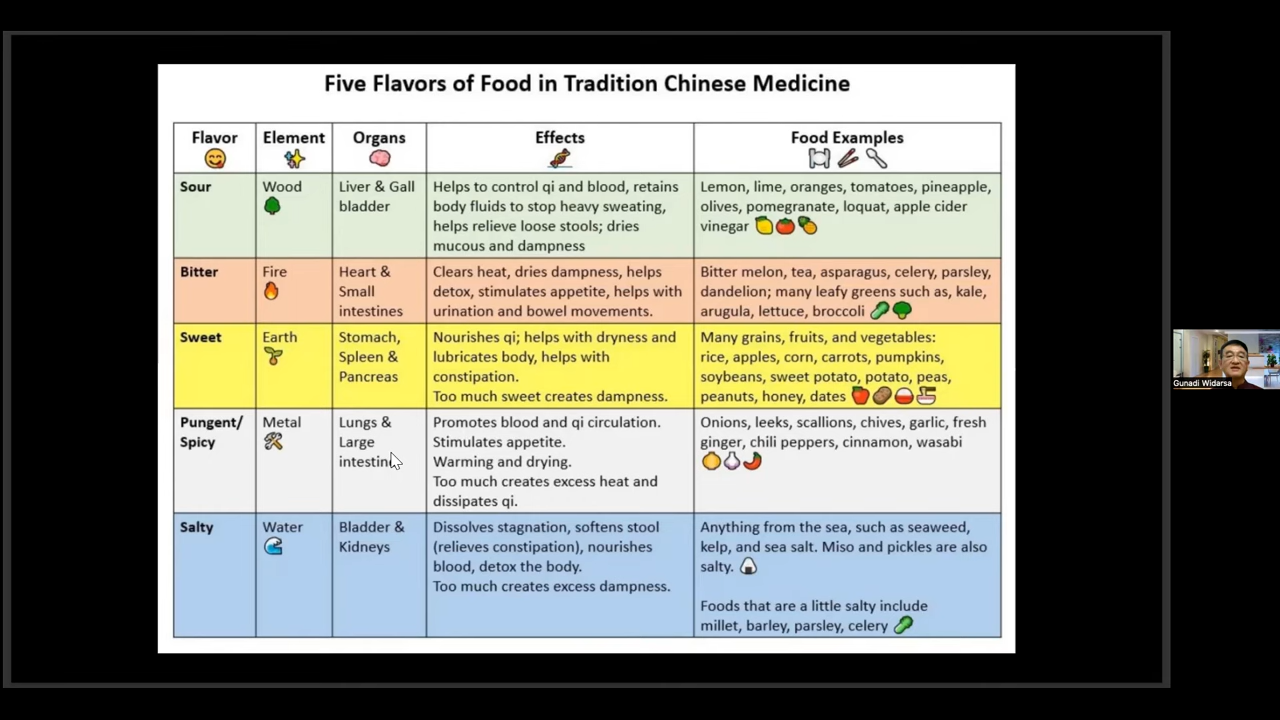 Five Flavors of Food in Tradition Chinese Medicine
Flavor
Element
Organs
Effects
Food Examples
Sour
Wood
Liver & Gall
bladder
Helps to control qi and blood, retains
body fluids to stop heavy sweating,
helps relieve loose stools; dries
mucous and dampness
Lemon, lime, oranges, tomatoes, pineapple,
olives, pomegranate, loquat, apple cider
vinegar
Bitter
Fire
Heart &
Small
intestines
Clears heat, dries dampness, helps
detox, stimulates appetite, helps with
urination and bowel movements.
Bitter melon, tea, asparagus, celery, parsley,
dandelion; many leafy greens such as, kale,
arugula, lettuce, broccoli
Sweet
Earth
Stomach,
Spleen &
Pancreas
Nourishes qi; helps with dryness and
lubricates body, helps with
constipation.
Too much sweet creates dampness.
Many grains, fruits, and vegetables:
rice, apples, corn, carrots, pumpkins,
soybeans, sweet potato, potato, peas,
peanuts, honey, dates
Pungent/
Spicy
Metal
Lungs &
Large
intestine
Promotes blood and qi circulation.
Stimulates appetite.
Warming and drying.
Too much creates excess heat and
dissipates qi.
Onions, leeks, scallions, chives, garlic, fresh
ginger, chili peppers, cinnamon, wasabi
Salty
Water
Bladder &
Kidneys
Dissolves stagnation, softens stool
(relieves constipation), nourishes
blood, detox the body.
Too much creates excess dampness.
Anything from the sea, such as seaweed,
kelp, and sea salt. Miso and pickles are also
salty.
Foods that are a little salty include
millet, barley, parsley, celery
Gunadi Widarsa